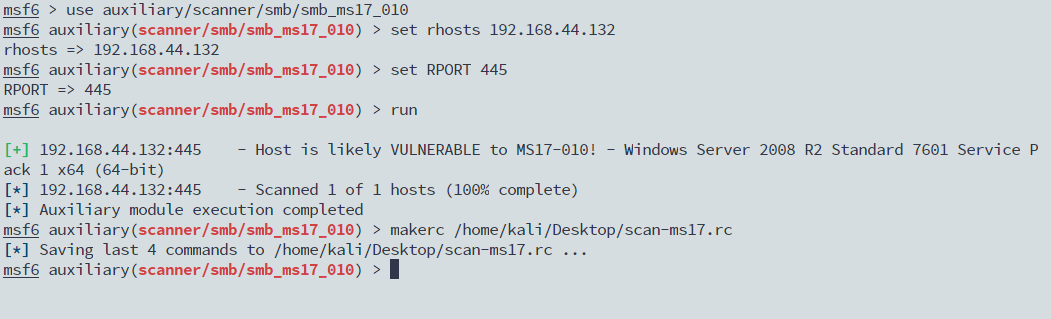 msf6 > use auxiliary/scanner/smb/smb_ms17_010
msf6 auxiliary(scanner/smb/smb_ms17_010) > set rhosts 192.168.44.132
rhosts => 192.168.44.132
msf6 auxiliary(scanner/smb/smb_ms17_010) > set RPORT 445
RPORT => 445
msf6 auxiliary(scanner/smb/smb_ms17_010) > run
[+] 192.168.44.132:445    - Host is likely VULNERABLE to MS17-010! - Windows Server 2008 R2 Standard 7601 Service P
ack 1 x64 (64-bit)
[*] 192.168.44.132:445    - Scanned 1 of 1 hosts (100% complete)
[*] Auxiliary module execution completed
msf6 auxiliary(scanner/smb/smb_ms17_010) > makerc /home/kali/Desktop/scan-ms17.rc
[*] Saving last 4 commands to /home/kali/Desktop/scan-ms17.rc ...
msf6 auxiliary(scanner/smb/smb_ms17_010) >